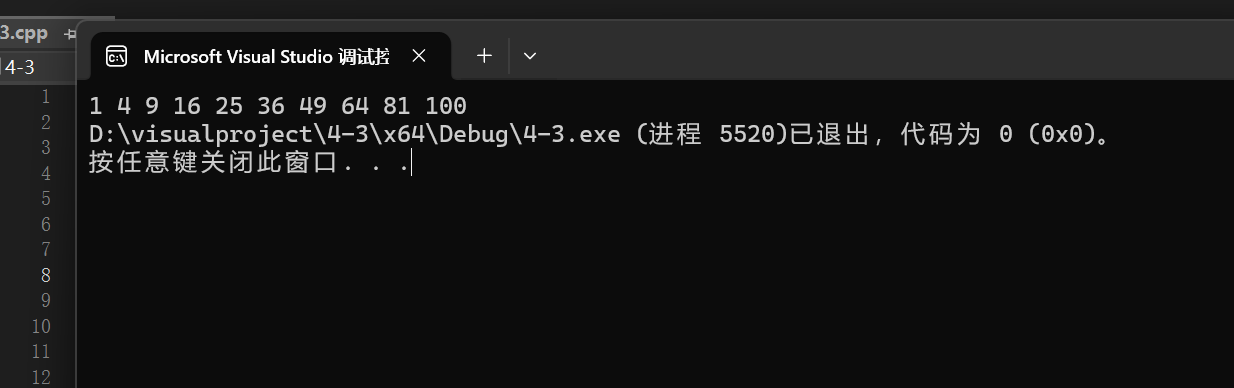 3.cpp
Microsoft Visual Studio 调试控
4-3
1 4 9 16 25 36 49 64 81 100
D:\visualproject\4-3\x64\Debug\4-3.exe (进程 5520)已退出，代码为 0 (0x0)。
按任意键关闭此窗口. . .
1
2
3
4
5
6
7
8
9
10
11
12